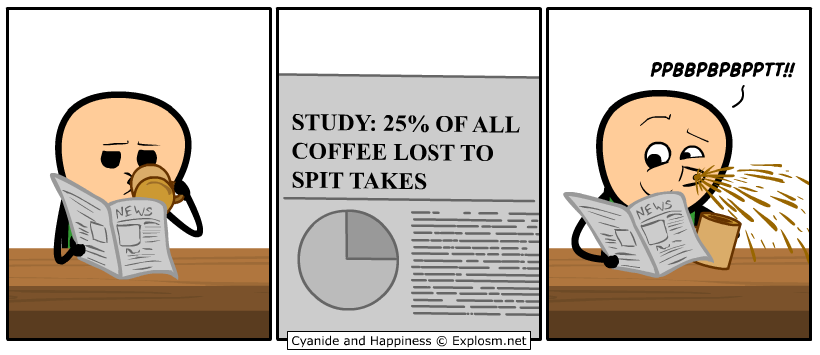 NEWS
STUDY: 25% OF ALL
COFFEE LOST TO
SPIT TAKES
PPBBPBPBPPTT!!
NEWS
Cyanide and Happiness © Explosm.net